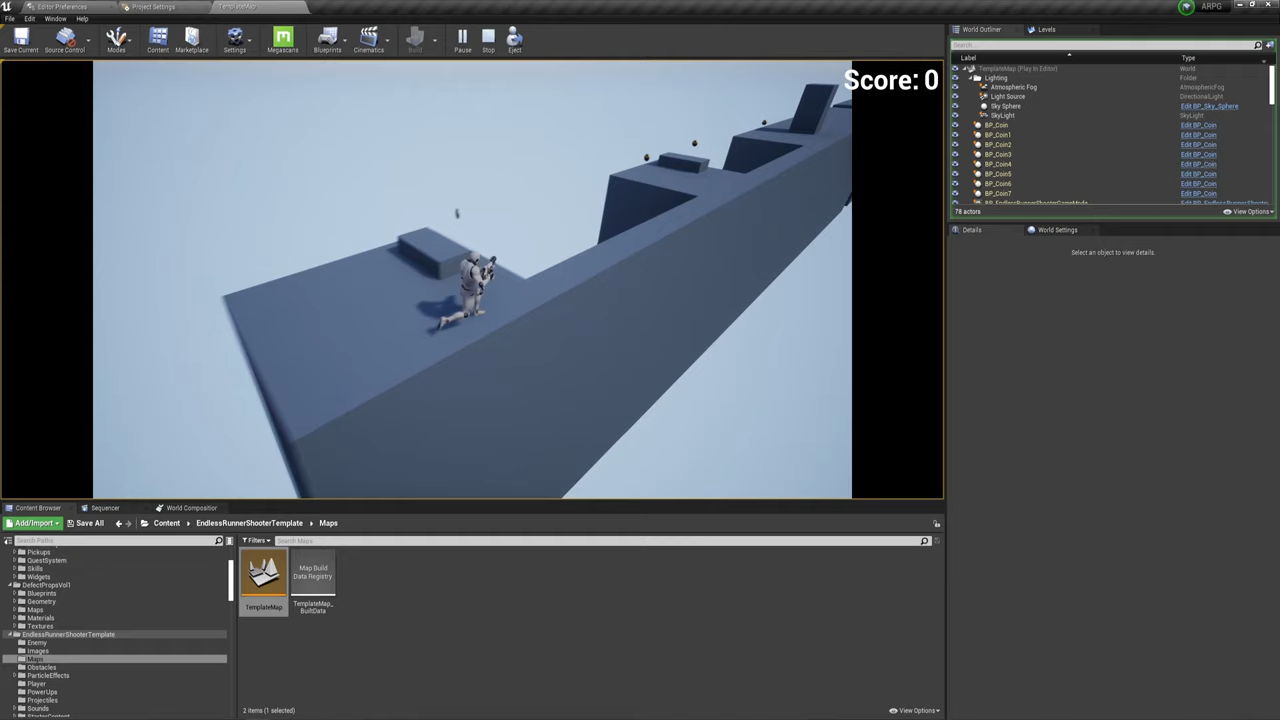 Editor Preferences
Project Settings
TemplateMap
ARPG
File Edit Window Help
Save Current
Source Control
Modes
Content
Marketplace
Settings
Megascans
Blueprints
Cinematics
Build
Pause
Stop
Eject
Score: 0
World Outliner
Levels
Search...
Label Type
TemplateMap (Play In Editor) World
Lighting Folder
Atmospheric Fog AtmosphericFog
Light Source DirectionalLight
Sky Sphere Edit BP_Sky_Sphere
SkyLight SkyLight
BP_Coin Edit BP_Coin
BP_Coin1 Edit BP_Coin
BP_Coin2 Edit BP_Coin
BP_Coin3 Edit BP_Coin
BP_Coin4 Edit BP_Coin
BP_Coin5 Edit BP_Coin
BP_Coin6 Edit BP_Coin
BP_Coin7 Edit BP_Coin
78 actors
View Options
Details
World Settings
Select an object to view details.
Content Browser
Sequencer
World Compositior
Add/Import
Save All
Content
EndlessRunnerShooterTemplate
Maps
Search Paths
Filters
Search Maps
Pickups
QuestSystem
Skills
Widgets
DefectPropsVol1
Blueprints
Geometry
Maps
Materials
Textures
EndlessRunnerShooterTemplate
Enemy
Images
Maps
Obstacles
ParticleEffects
Player
PowerUps
Projectiles
Sounds
TemplateMap
Map Build
Data Registry
TemplateMap_
BuiltData
2 items (1 selected)
View Options